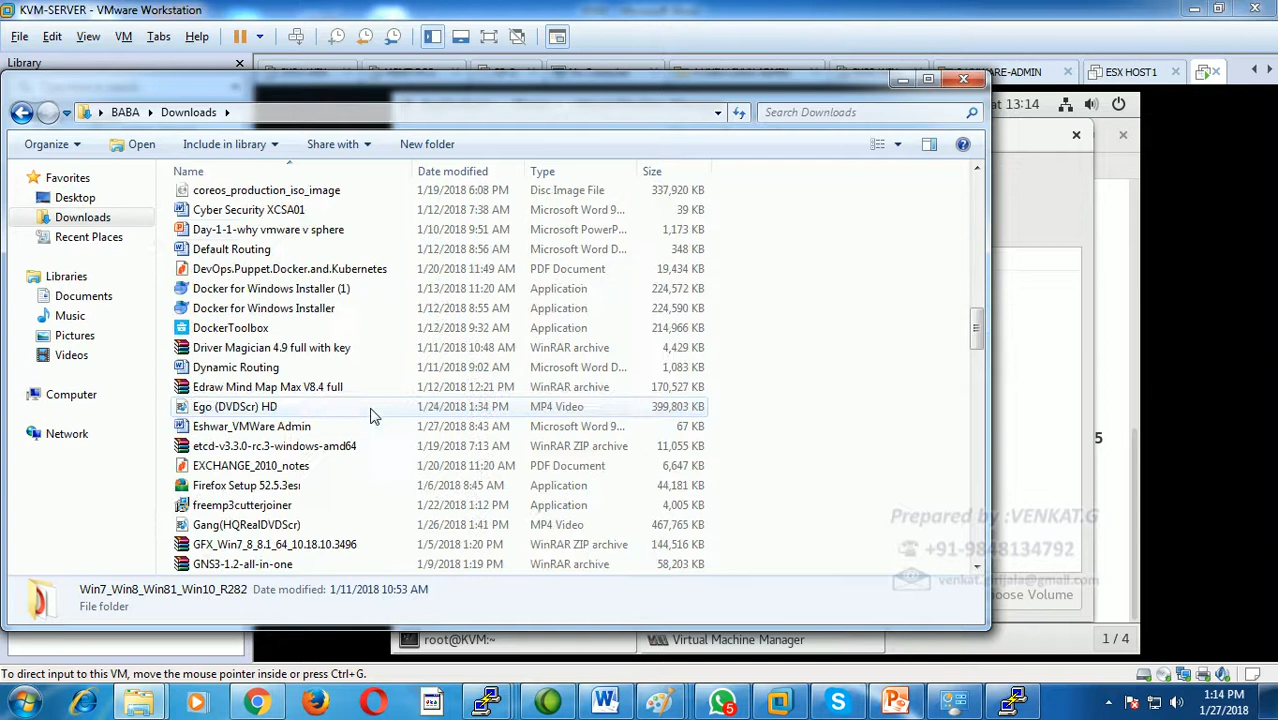 KVM-SERVER - VMware Workstation
File Edit View VM Tabs Help
Library
WARE-ADMIN
ESX HOST1
BABA Downloads
Search Downloads
13:14
Organize Open Include in library Share with New folder
Name Date modified Type Size
Favorites
Desktop
Downloads
Recent Places
Libraries
Documents
Music
Pictures
Videos
Computer
Network
coreos_production_iso_image 1/19/2018 6:08 PM Disc Image File 337,920 KB
Cyber Security XCSA01 1/12/2018 7:38 AM Microsoft Word 9... 39 KB
Day-1-1-why vmware v sphere 1/10/2018 9:51 AM Microsoft PowerP... 1,173 KB
Default Routing 1/12/2018 8:56 AM Microsoft Word D... 348 KB
DevOps.Puppet.Docker.and.Kubernetes 1/20/2018 11:49 AM PDF Document 19,434 KB
Docker for Windows Installer (1) 1/13/2018 11:20 AM Application 224,572 KB
Docker for Windows Installer 1/12/2018 8:55 AM Application 224,590 KB
DockerToolbox 1/12/2018 9:32 AM Application 214,966 KB
Driver Magician 4.9 full with key 1/11/2018 10:48 AM WinRAR archive 4,429 KB
Dynamic Routing 1/11/2018 9:02 AM Microsoft Word D... 1,083 KB
Edraw Mind Map Max V8.4 full 1/12/2018 12:21 PM WinRAR archive 170,527 KB
Ego (DVDScr) HD 1/24/2018 1:34 PM MP4 Video 399,803 KB
Eshwar_VMWare Admin 1/27/2018 8:43 AM Microsoft Word 9... 67 KB
etcd-v3.3.0-rc.3-windows-amd64 1/19/2018 7:13 AM WinRAR ZIP archive 11,055 KB
EXCHANGE_2010_notes 1/20/2018 11:20 AM PDF Document 6,647 KB
Firefox Setup 52.5.3esr 1/6/2018 8:45 AM Application 44,181 KB
freemp3cutterjoiner 1/22/2018 1:12 PM Application 4,005 KB
Gang(HQRealDVDScr) 1/26/2018 1:41 PM MP4 Video 467,765 KB
GFX_Win7_8_8.1_64_10.18.10.3496 1/5/2018 1:20 PM WinRAR ZIP archive 144,516 KB
GNS3-1.2-all-in-one 1/9/2018 1:19 PM WinRAR archive 58,203 KB
5
Prepared by :VENKAT.G
+91-9848134792
venkat.girijala@gmail.com
hoose Volume
Win7_Win8_Win81_Win10_R282 Date modified: 1/11/2018 10:53 AM
File folder
root@KVM:~ Virtual Machine Manager 1 / 4
To direct input to this VM, move the mouse pointer inside or press Ctrl+G.
5
1:14 PM
1/27/2018